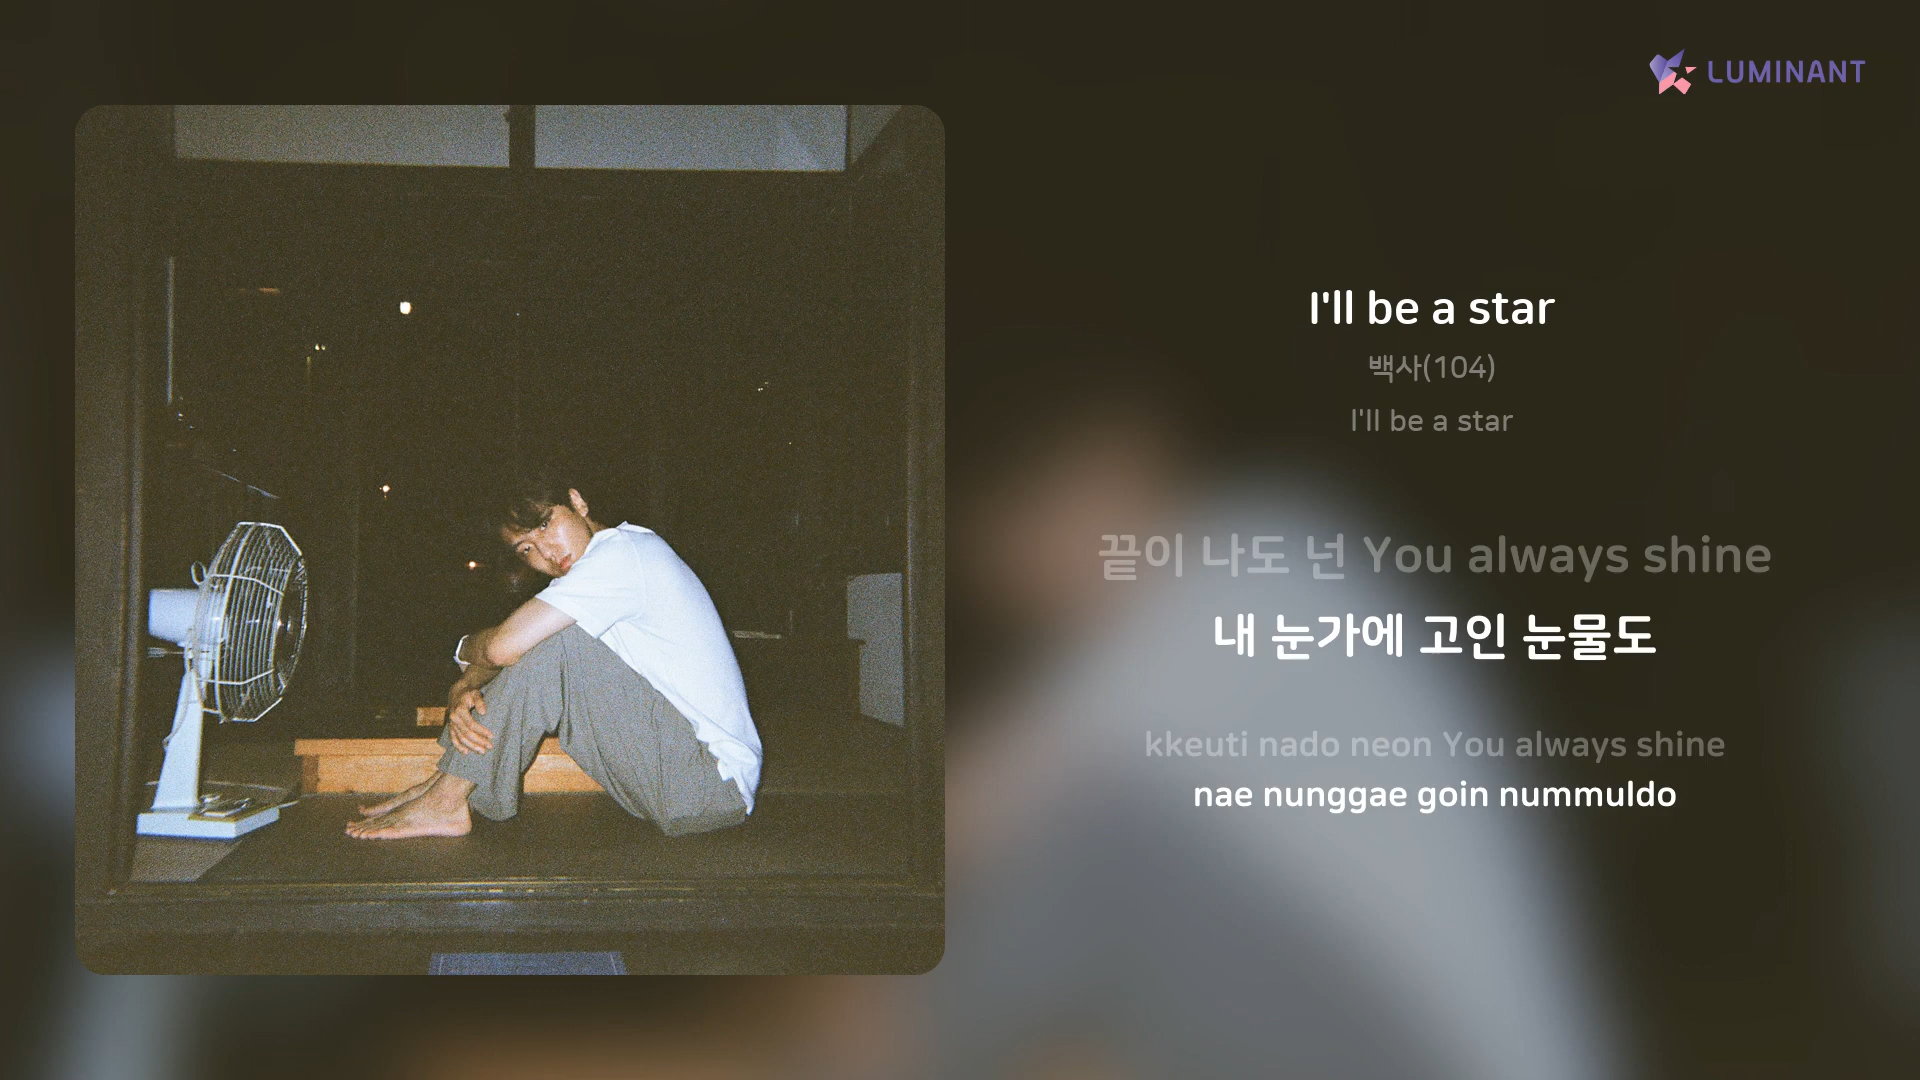 LUMINANT
I'll be a star
백사(104)
I'll be a star
끝이 나도 넌 You always shine
내 눈가에 고인 눈물도
kkeuti nado neon You always shine
nae nunggae goin nummuldo